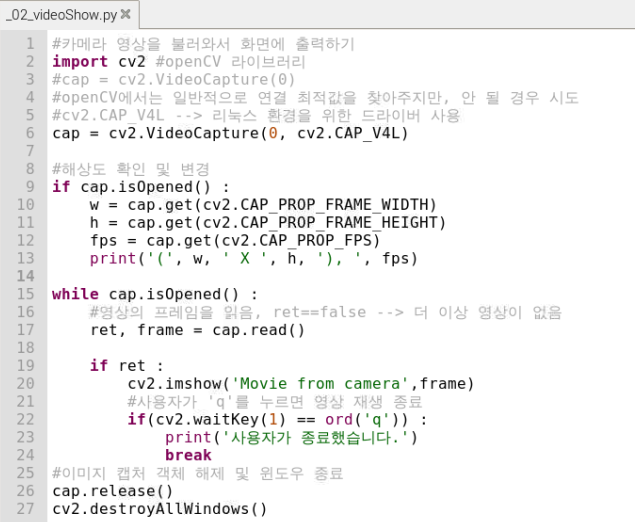 _02_videoShow.py
1 #카메라 영상을 불러와서 화면에 출력하기
2 import cv2 #openCV 라이브러리
3 #cap = cv2.VideoCapture(0)
4 #openCV에서는 일반적으로 연결 최적값을 찾아주지만, 안 될 경우 시도
5 #cv2.CAP_V4L --> 리눅스 환경을 위한 드라이버 사용
6 cap = cv2.VideoCapture(0, cv2.CAP_V4L)
7
8 #해상도 확인 및 변경
9 if cap.isOpened() :
10     w = cap.get(cv2.CAP_PROP_FRAME_WIDTH)
11     h = cap.get(cv2.CAP_PROP_FRAME_HEIGHT)
12     fps = cap.get(cv2.CAP_PROP_FPS)
13     print('(', w, ' X ', h, '), ', fps)
14
15 while cap.isOpened() :
16     #영상의 프레임을 읽음, ret==false --> 더 이상 영상이 없음
17     ret, frame = cap.read()
18
19     if ret :
20         cv2.imshow('Movie from camera',frame)
21         #사용자가 'q'를 누르면 영상 재생 종료
22         if(cv2.waitKey(1) == ord('q')) :
23             print('사용자가 종료했습니다.')
24             break
25 #이미지 캡처 객체 해제 및 윈도우 종료
26 cap.release()
27 cv2.destroyAllWindows()